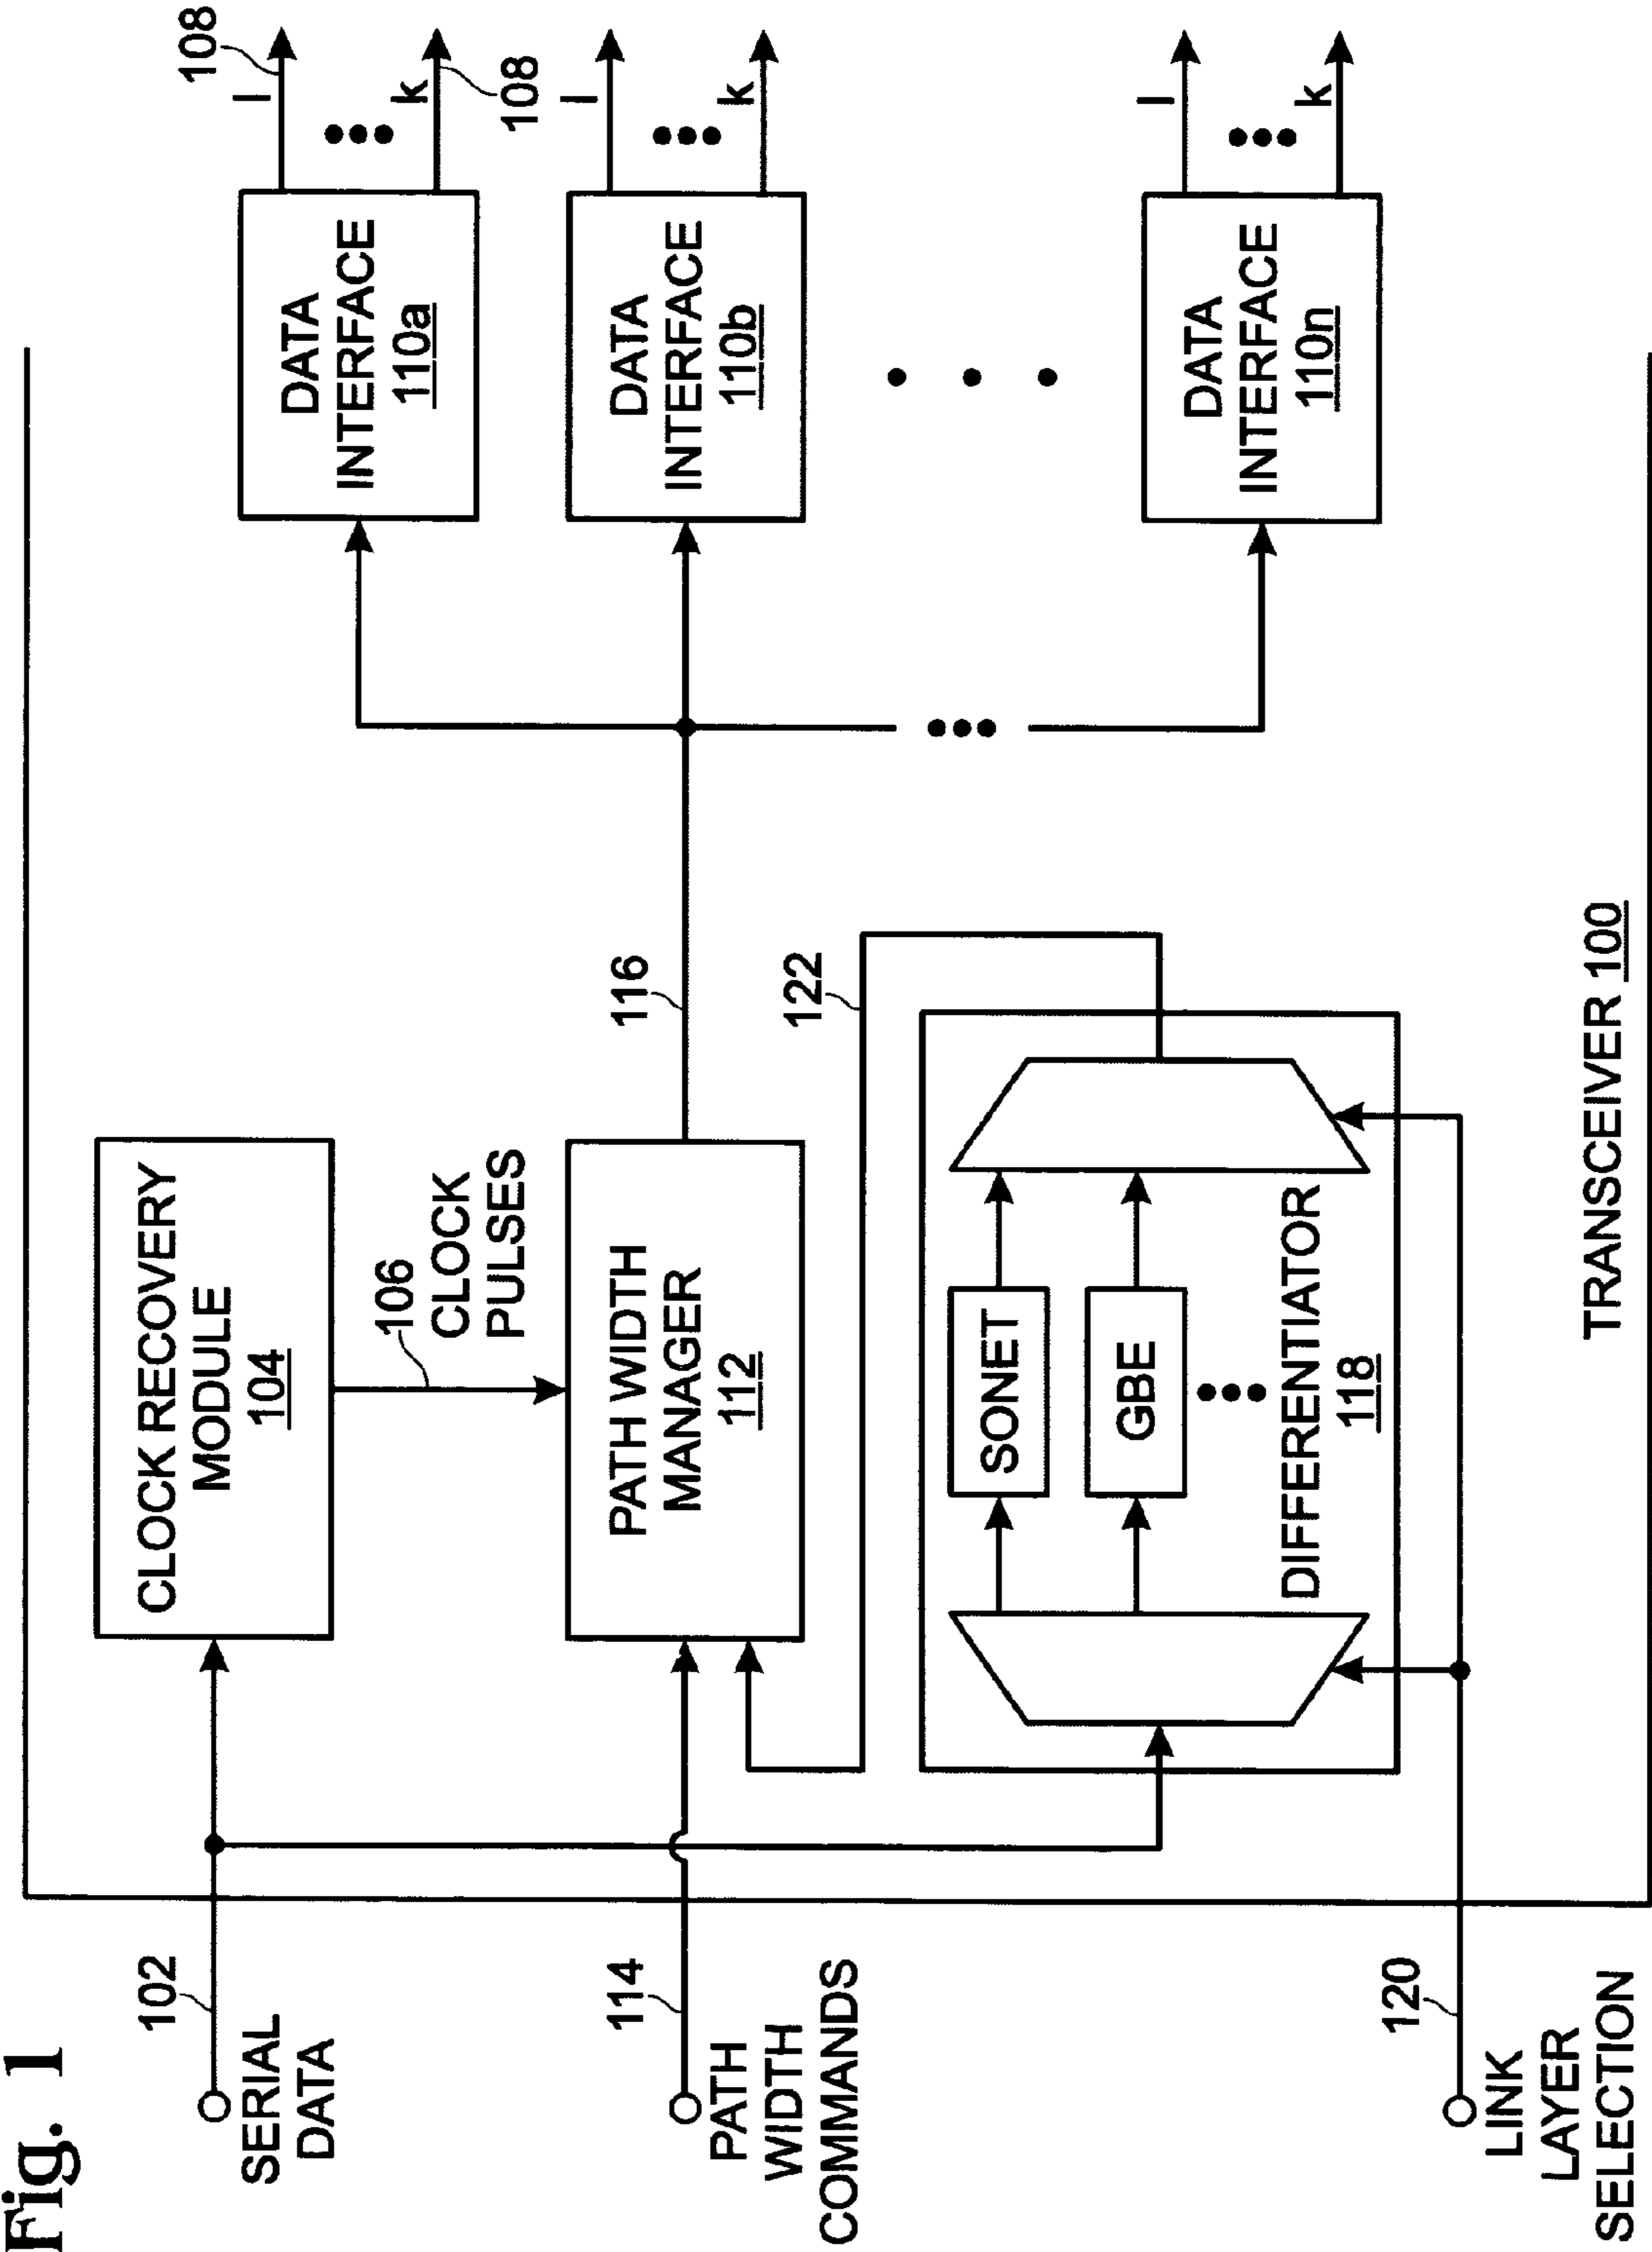 Fig. 1
102
SERIAL
DATA
CLOCK RECOVERY
MODULE
104
106
CLOCK
PULSES
114
PATH
WIDTH
COMMANDS
PATH WIDTH
MANAGER
112
116
122
DATA
INTERFACE
110a
l
k
108
108
DATA
INTERFACE
110b
l
k
DATA
INTERFACE
110n
l
k
SONET
GBE
DIFFERENTIATOR
118
120
LINK
LAYER
SELECTION
TRANSCEIVER 100